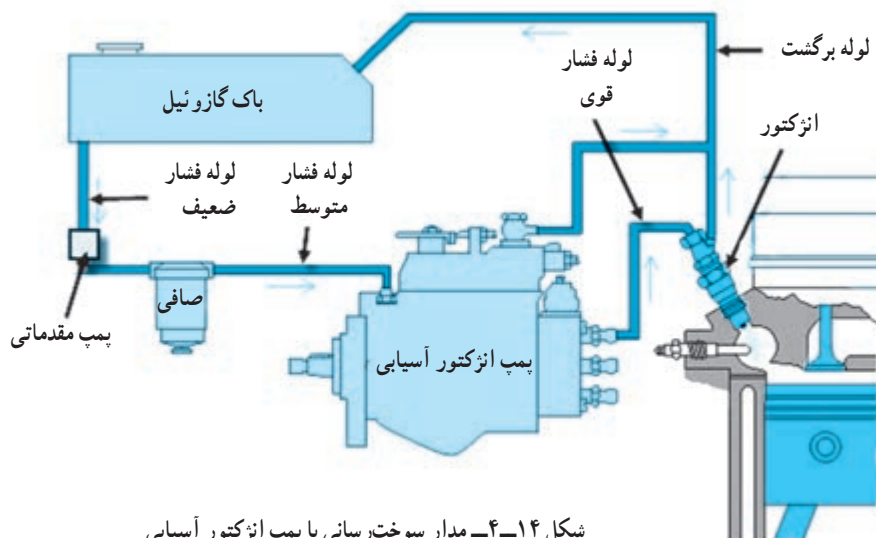 لوله برگشت
لوله فشار
قوی
انژکتور
باک گازوئیل
لوله فشار
متوسط
لوله فشار
ضعیف
صافی
پمپ مقدماتی
پمپ انژکتور آسیابی
شکل ۱۴ــ۴ــ مدار سوخت‌رسانی با پمپ انژکتور آسیابی